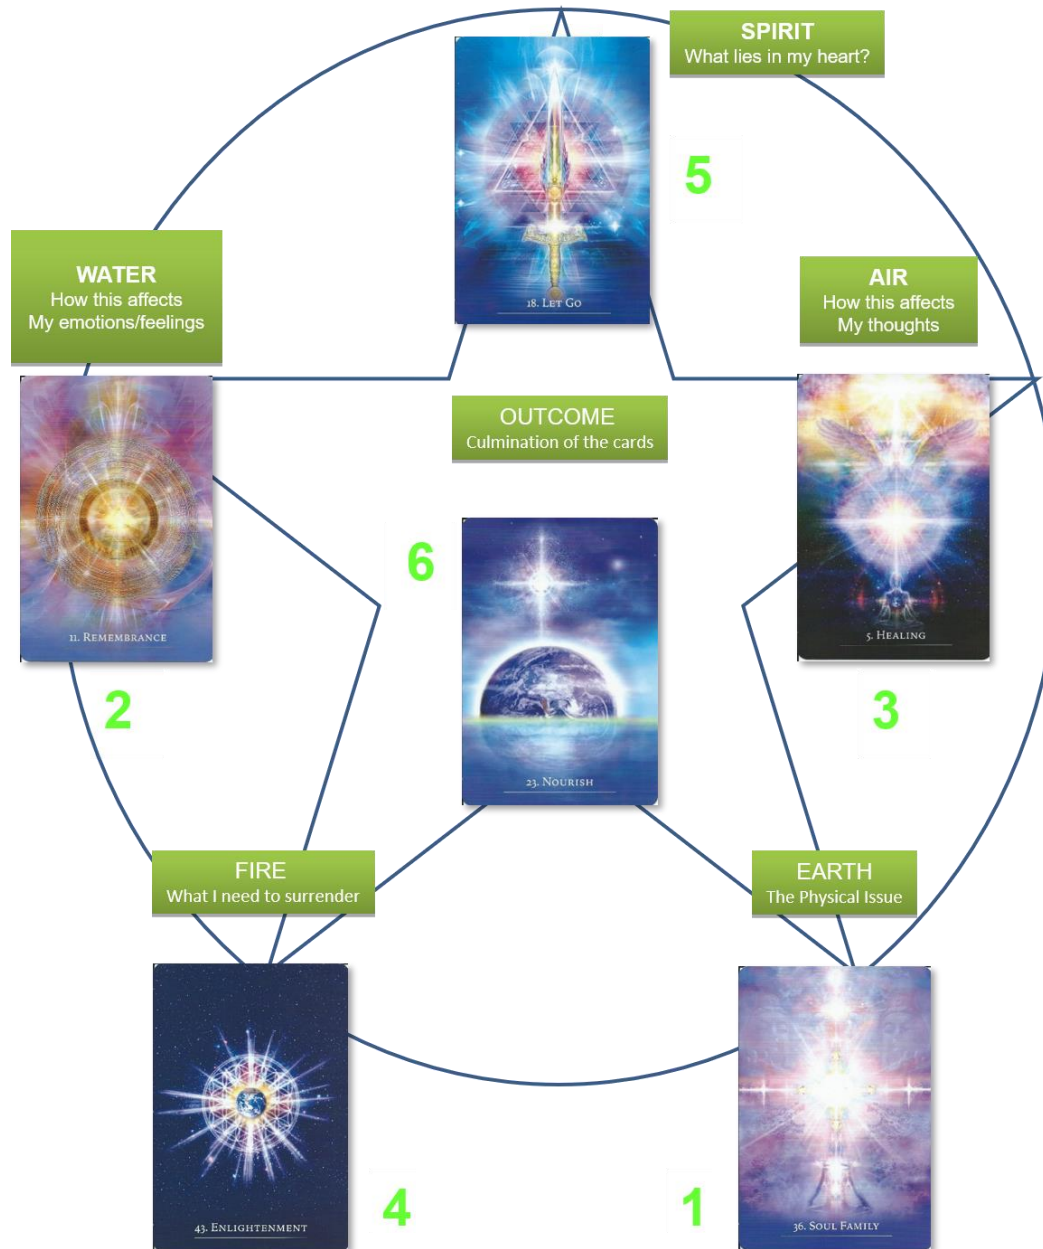 SPIRIT
What lies in my heart?
5
18. Let Go
WATER
How this affects
My emotions/feelings
AIR
How this affects
My thoughts
OUTCOME
Culmination of the cards
6
11. Remembrance
5. Healing
2
3
23. Nourish
FIRE
What I need to surrender
EARTH
The Physical Issue
43. Enlightenment
4
1
36. Soul Family